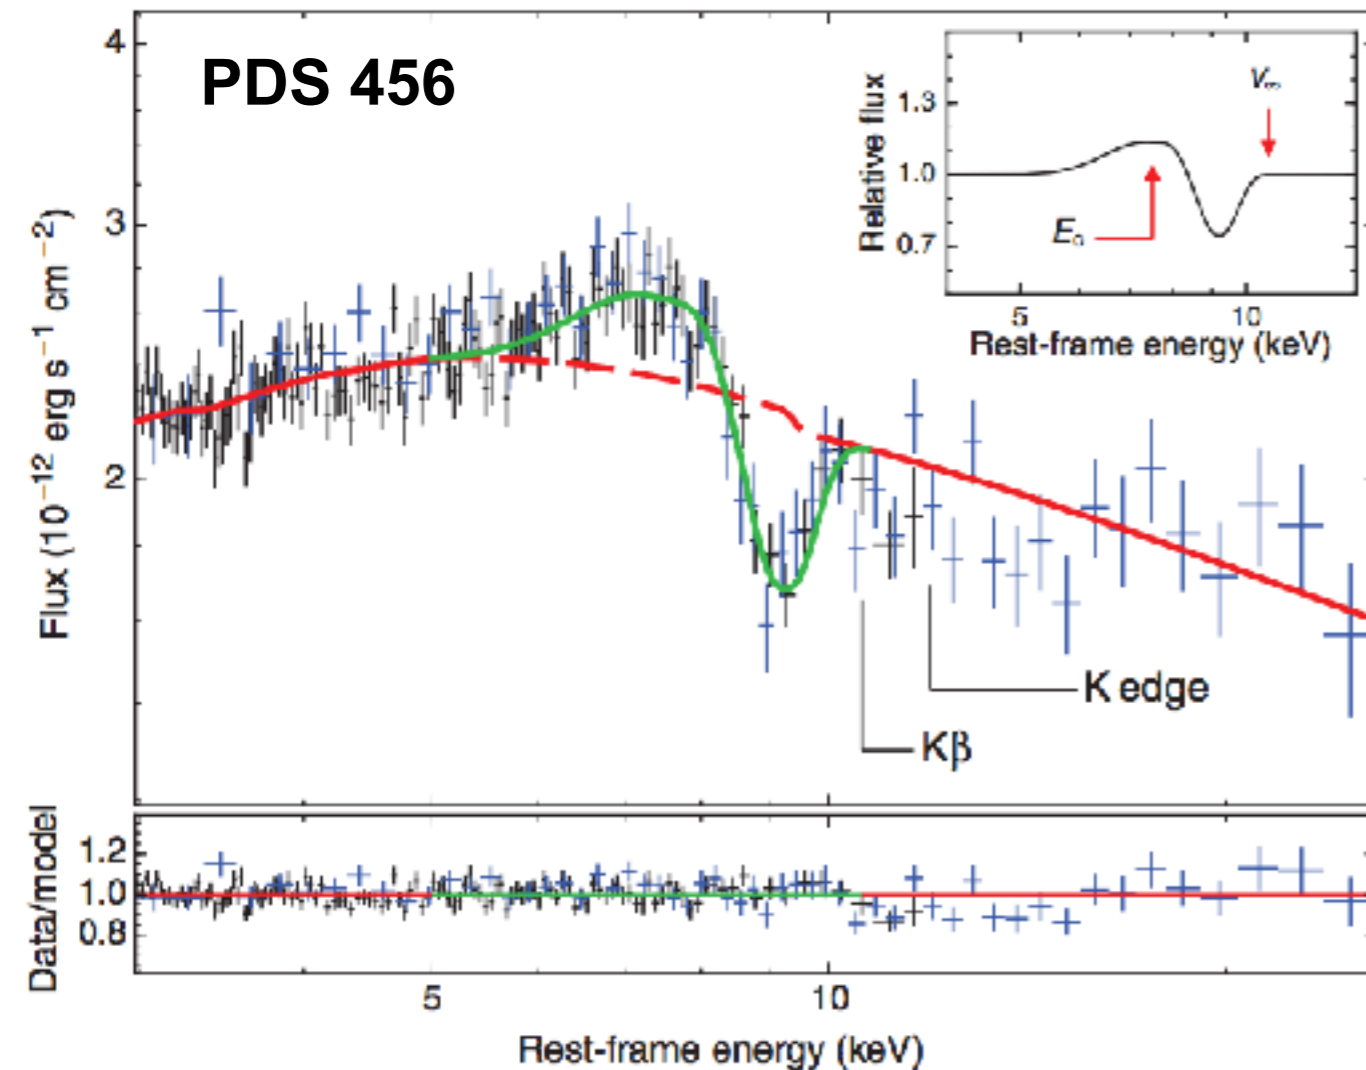 PDS 456
4
3
2
Flux (10−12 erg s−1 cm−2)
Relative flux
1.3
1.0
0.7
E0
v∞
5 10
Rest-frame energy (keV)
K edge
Kβ
Data/model
1.2
1.0
0.8
5 10
Rest-frame energy (keV)